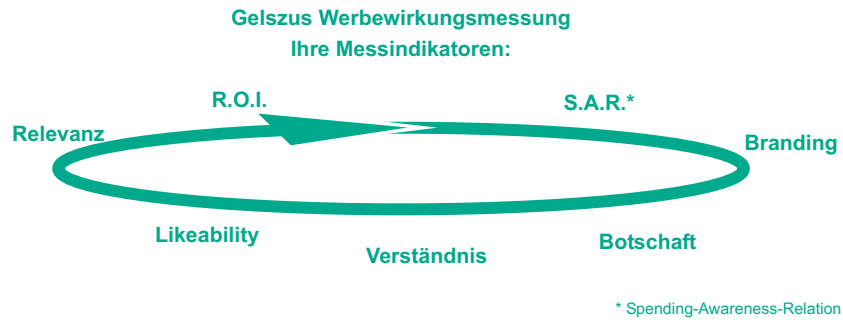 Gelszus Werbewirkungsmessung
Ihre Messindikatoren:
R.O.I.
S.A.R.*
Relevanz
Branding
Likeability
Verständnis
Botschaft
* Spending-Awareness-Relation